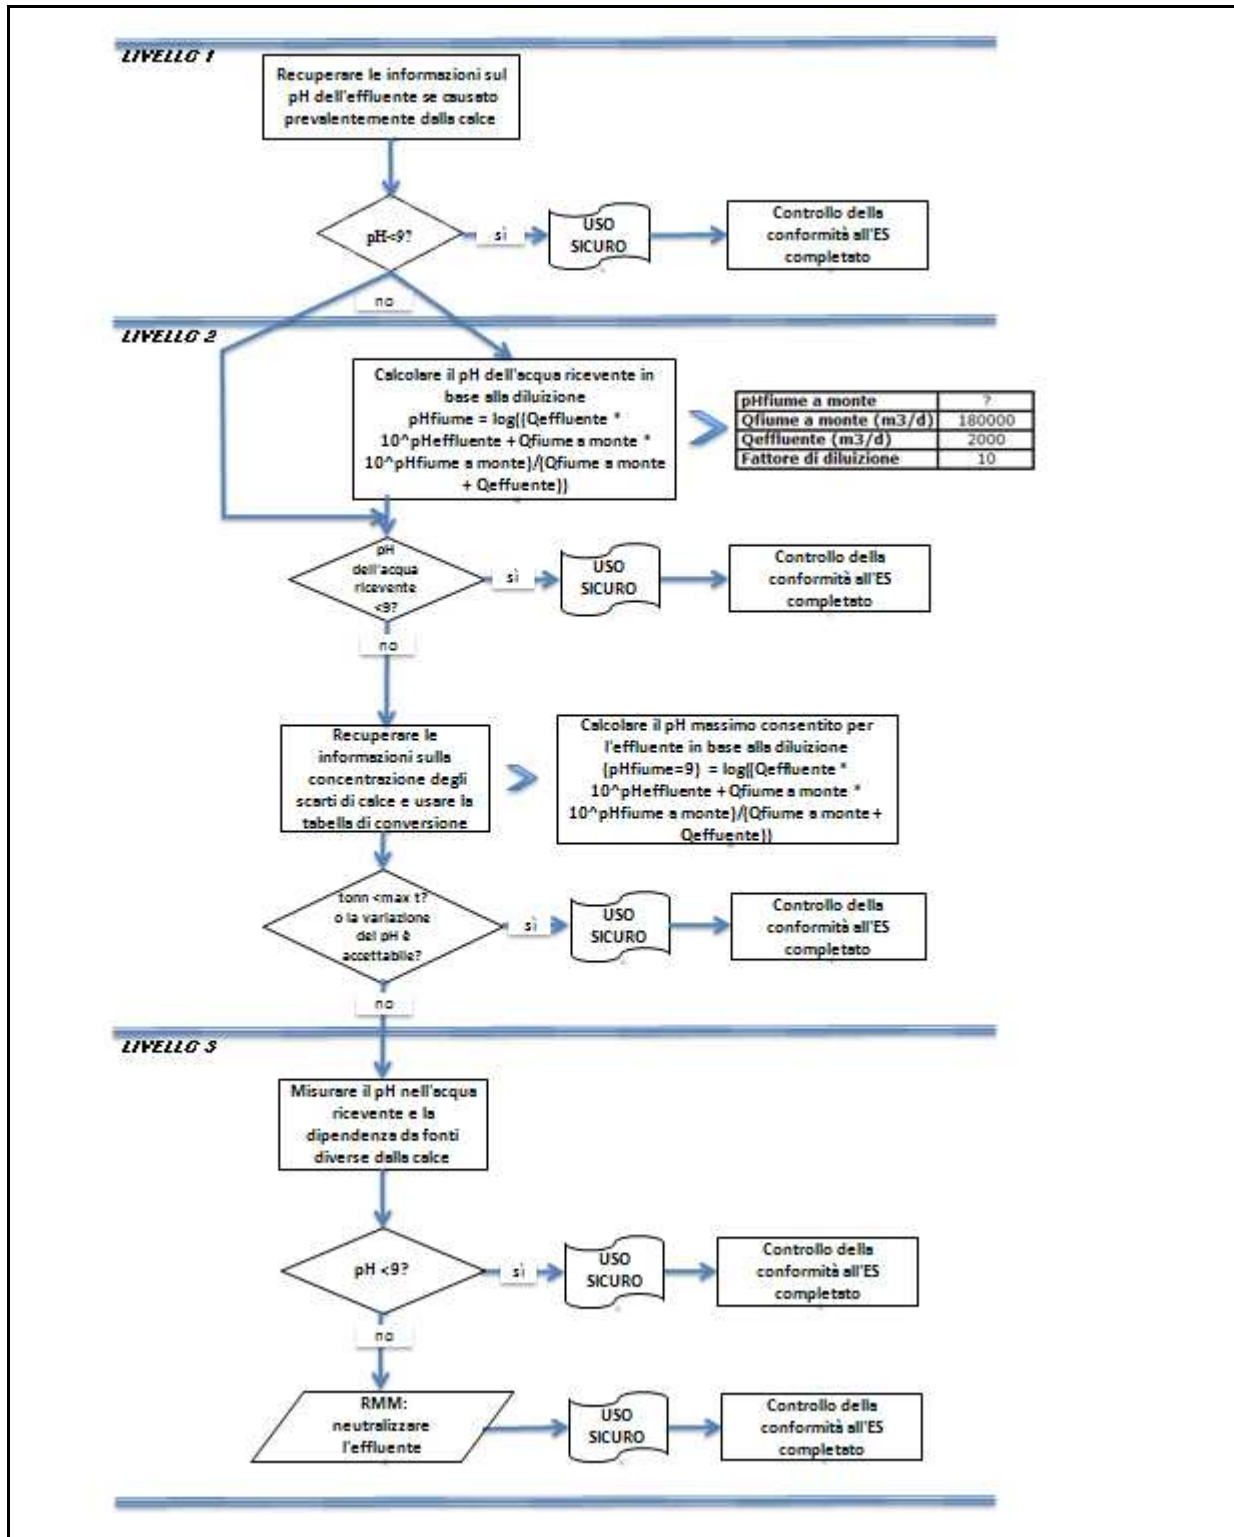 LIVELLO 1
Recuperare le informazioni sul
pH dell'effluente se causato
prevalentemente dalla calce
pH<9?
sì
USO
SICURO
Controllo della
conformità all'ES
completato
no
LIVELLO 2
Calcolare il pH dell'acqua ricevente in
base alla diluizione
pHfiume = log((Qeffluente *
10^pHeffluente + Qfiume a monte *
10^pHfiume a monte)/(Qfiume a monte
+ Qeffuente))
pHfiume a monte ?
Qfiume a monte (m3/d) 180000
Qeffluente (m3/d) 2000
Fattore di diluizione 10
pH
dell'acqua
ricevente
<9?
sì
USO
SICURO
Controllo della
conformità all'ES
completato
no
Recuperare le
informazioni sulla
concentrazione degli
scarti di calce e usare la
tabella di conversione
Calcolare il pH massimo consentito per
l'effluente in base alla diluizione
(pHfiume=9) = log((Qeffluente *
10^pHeffluente + Qfiume a monte *
10^pHfiume a monte)/(Qfiume a monte +
Qeffuente))
tonn <max t?
o la variazione
del pH è
accettabile?
sì
USO
SICURO
Controllo della
conformità all'ES
completato
no
LIVELLO 3
Misurare il pH nell'acqua
ricevente e la
dipendenza da fonti
diverse dalla calce
pH <9?
sì
USO
SICURO
Controllo della
conformità all'ES
completato
no
RMM:
neutralizzare
l'effluente
USO
SICURO
Controllo della
conformità all'ES
completato